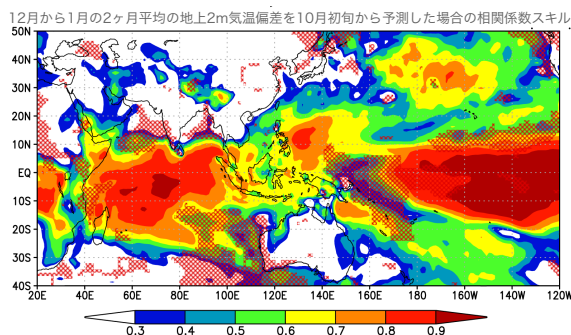 12月から1月の2ヶ月平均の地上2m気温偏差を10月初旬から予測した場合の相関係数スキル
50N
40N
30N
20N
10N
EQ
10S
20S
30S
40S
20E 40E 60E 80E 100E 120E 140E 160E 180 160W 140W 120W
0.3 0.4 0.5 0.6 0.7 0.8 0.9